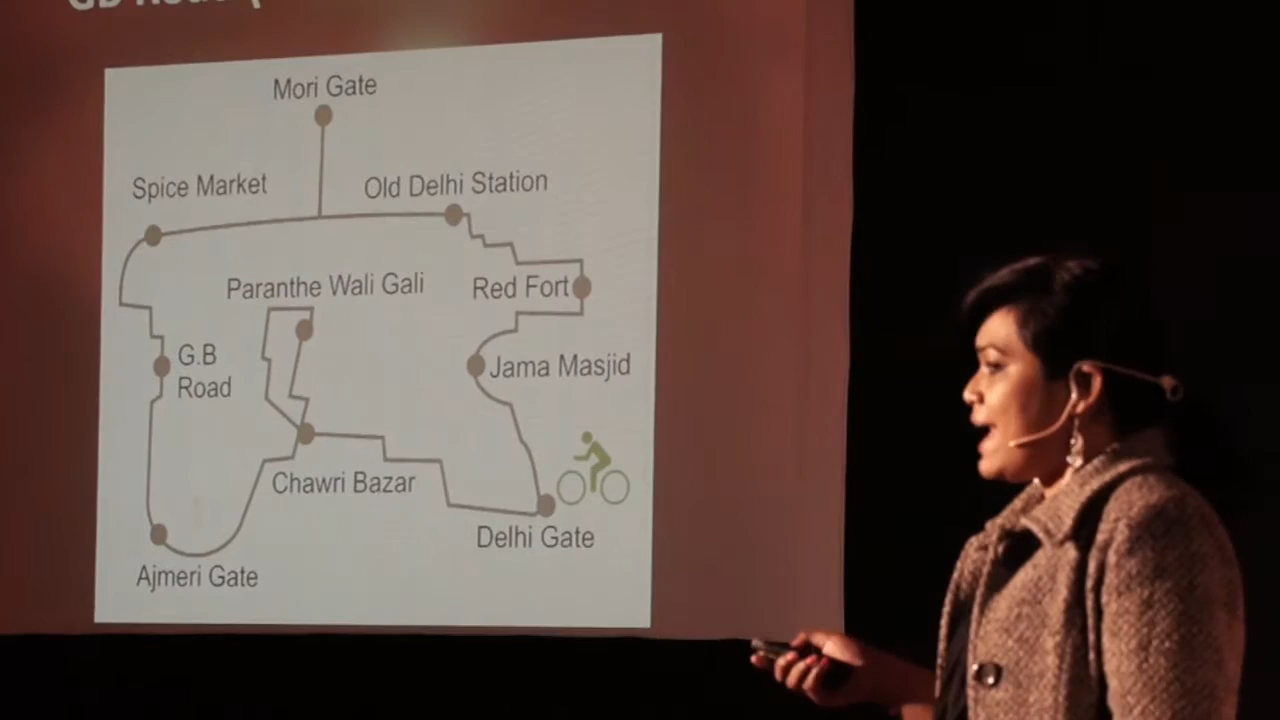 Mori Gate
Spice Market
Old Delhi Station
Paranthe Wali Gali
Red Fort
G.B
Road
Jama Masjid
Chawri Bazar
Delhi Gate
Ajmeri Gate